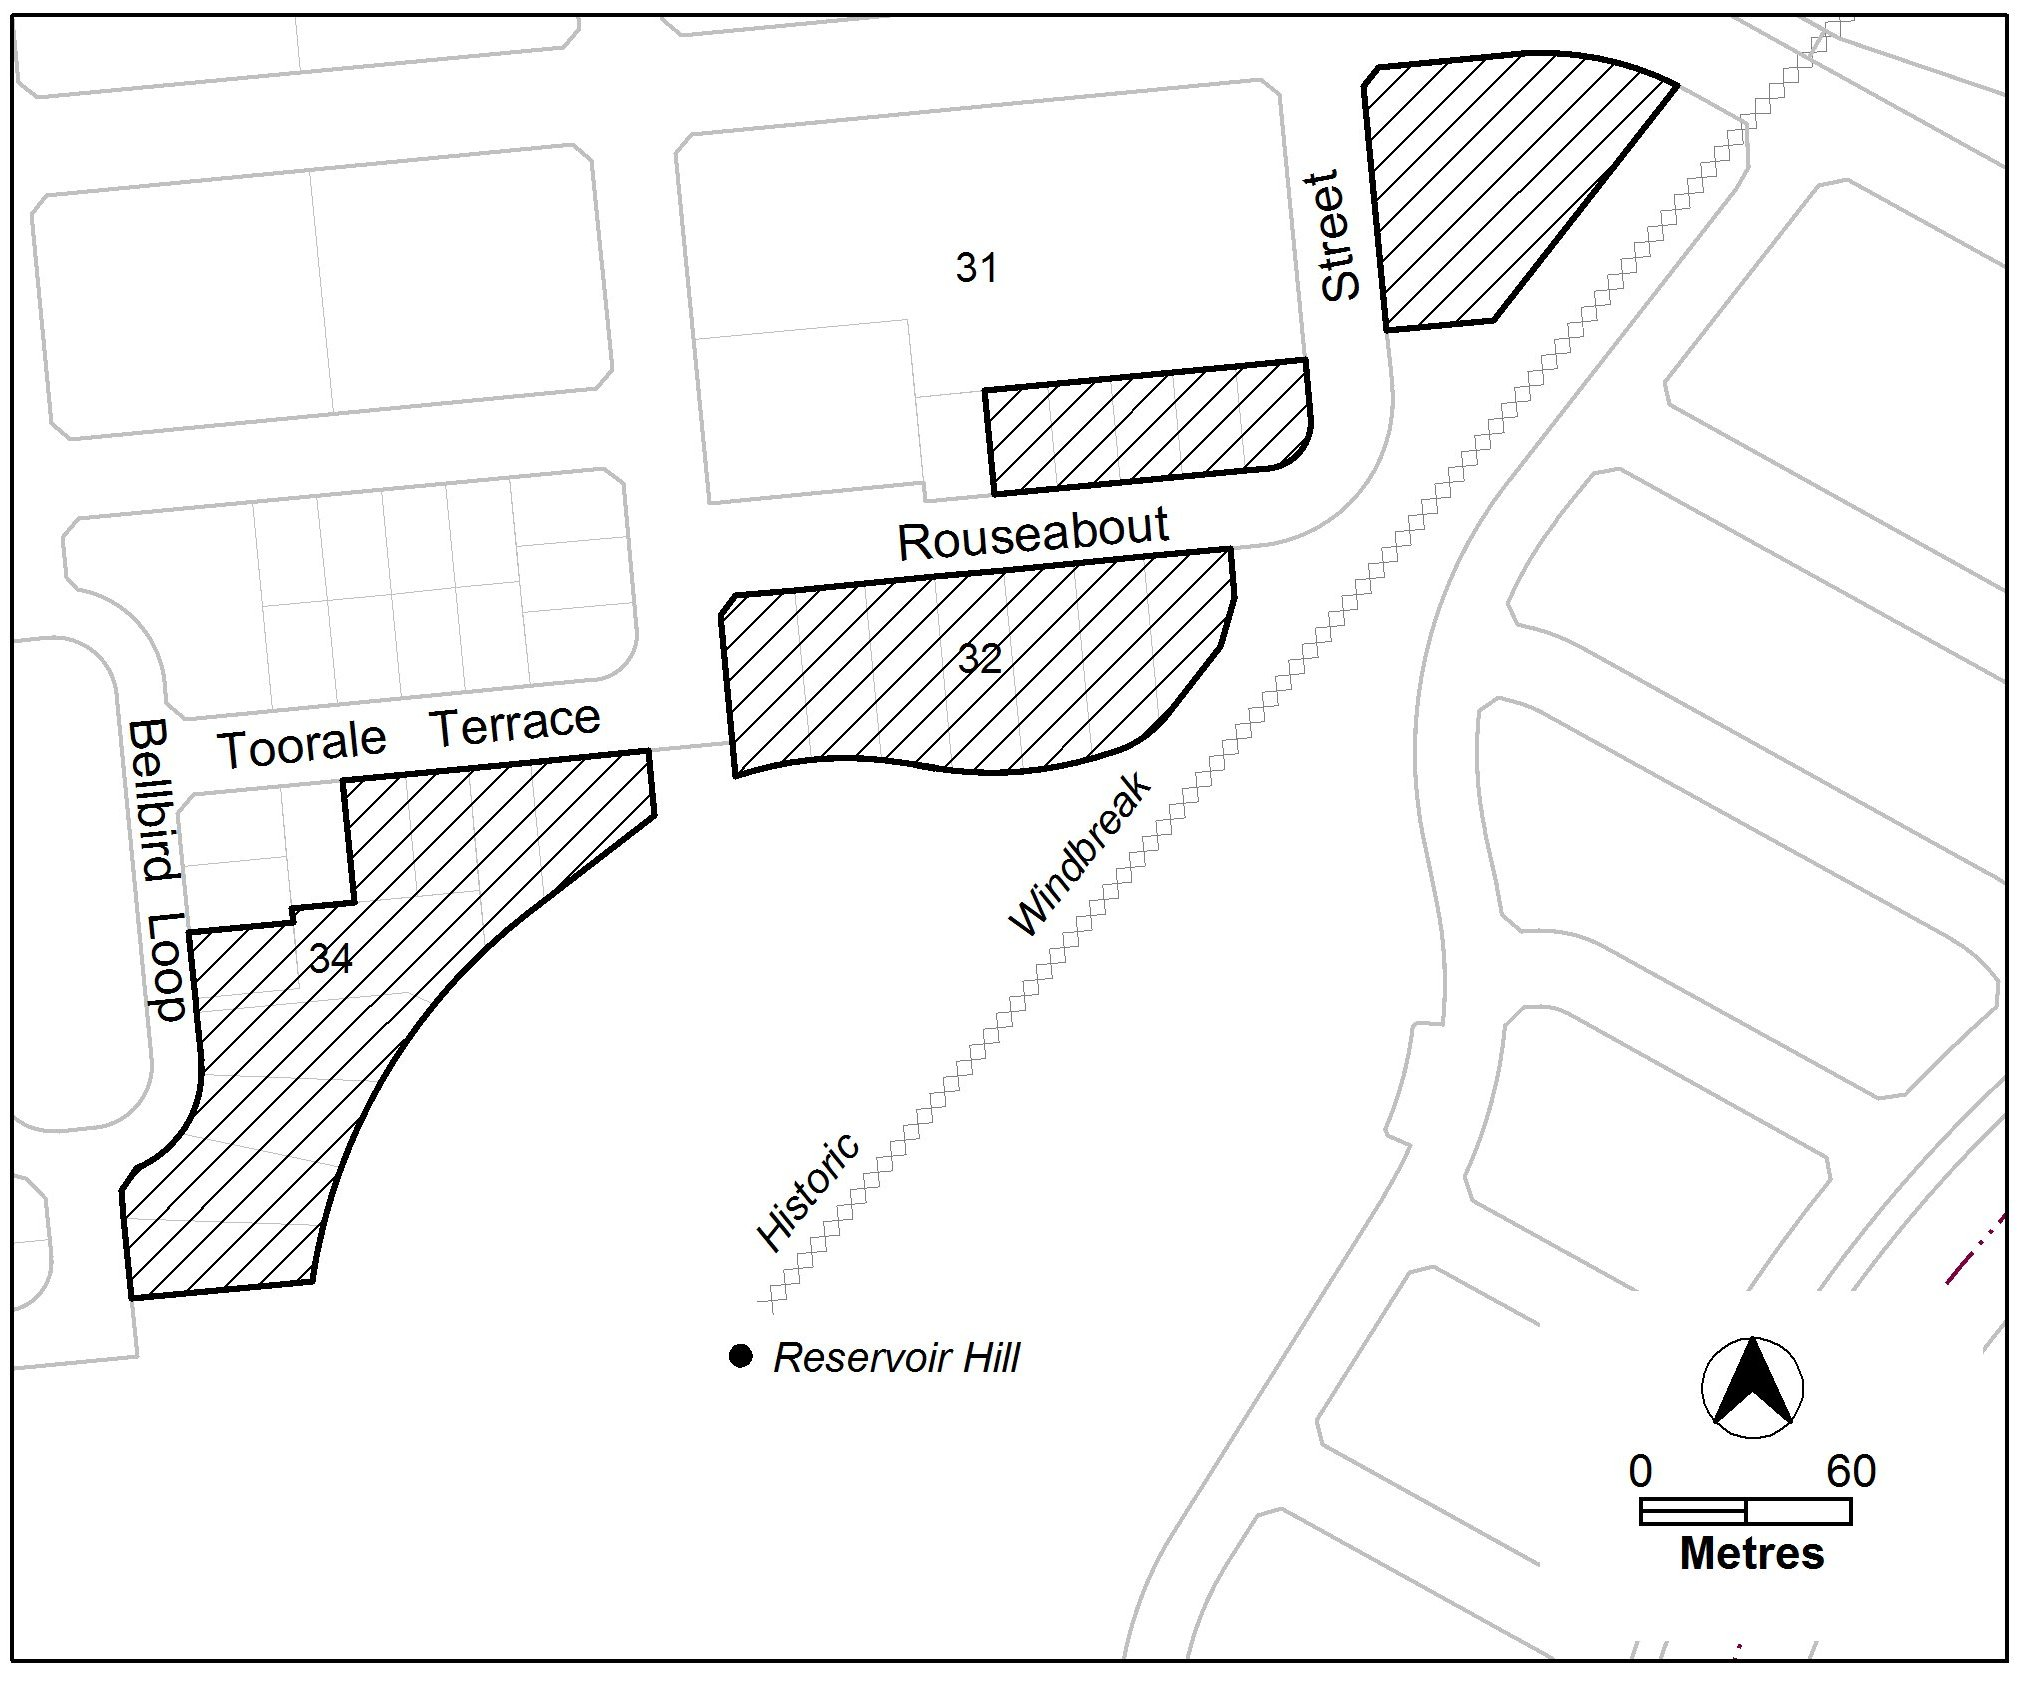 31
Street
Rouseabout
32
Toorale Terrace
Bellbird Loop
34
Historic Windbreak
Reservoir Hill
0 60
Metres